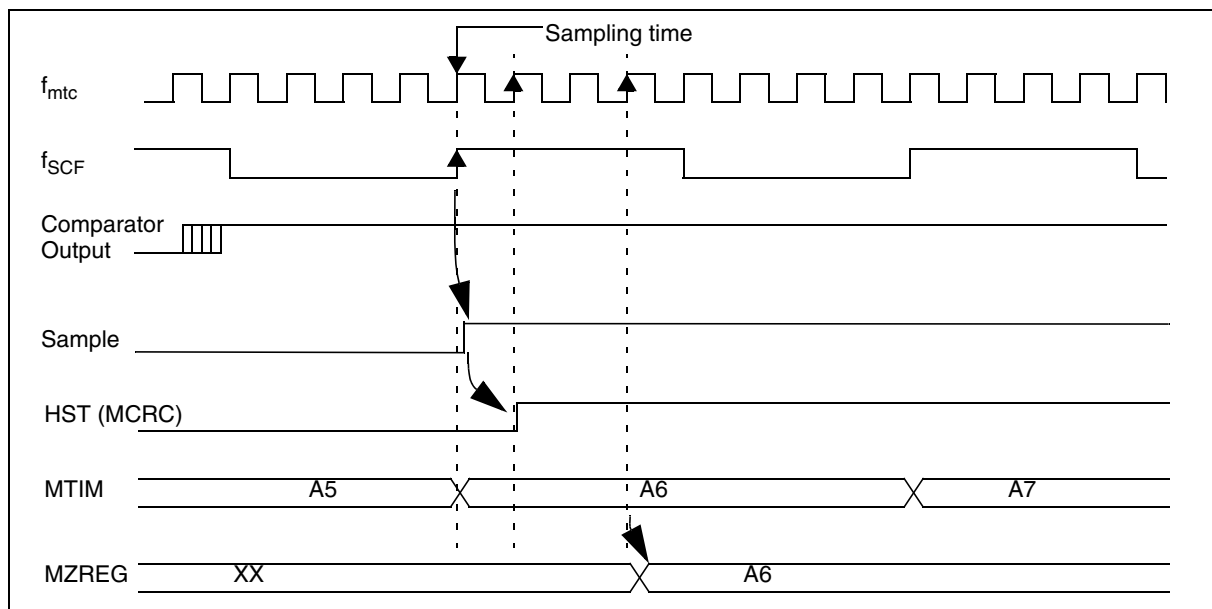 Sampling time
fmtc
fSCF
Comparator
Output
Sample
HST (MCRC)
MTIM A5 A6 A7
MZREG XX A6